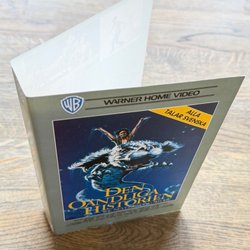 WB
WARNER HOME VIDEO
ALLA
TALAR SVENSKA
DEN
OÄNDLIGA
HISTORIEN